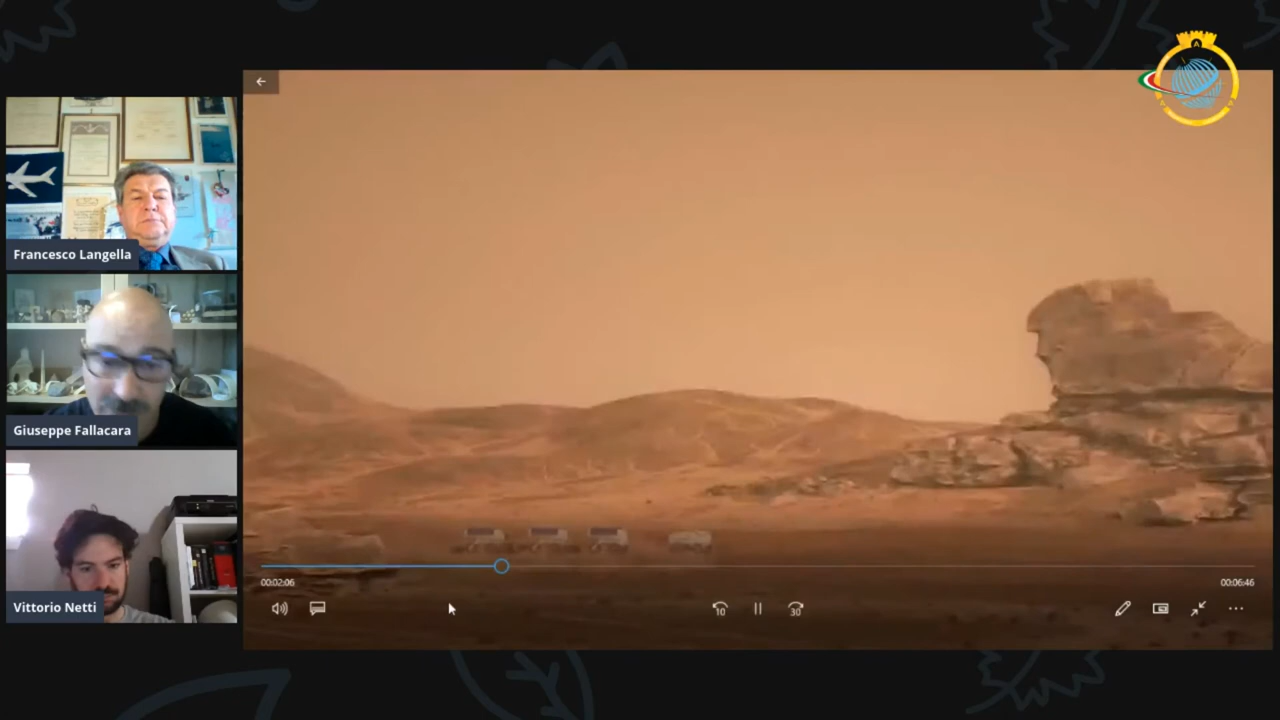 Francesco Langella
Giuseppe Fallacara
Vittorio Netti
00:02:06
00:06:46
10
30